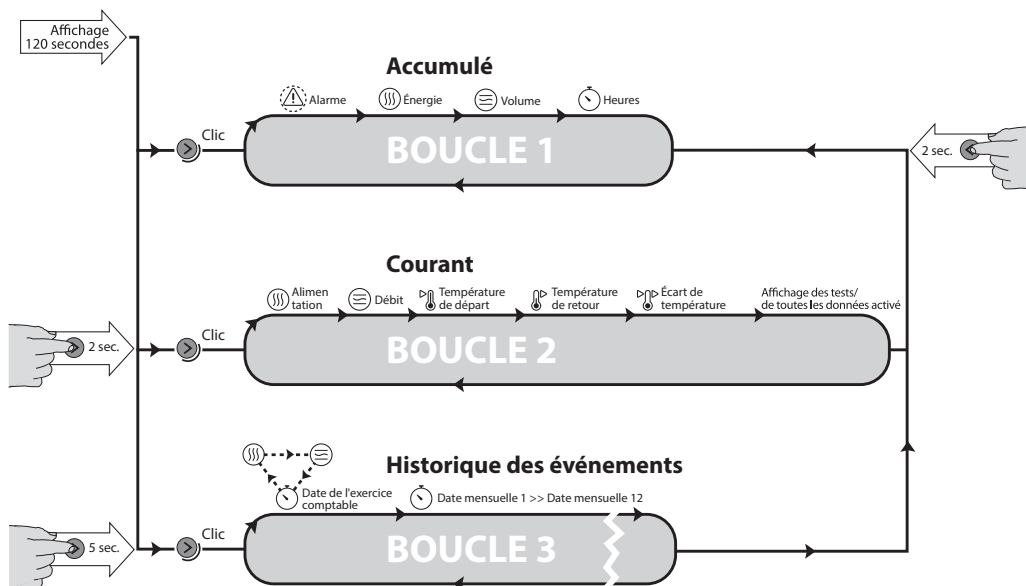 Affichage
120 secondes
Accumulé
Alarme
Énergie
Volume
Heures
Clic
BOUCLE 1
2 sec.
Courant
Alimen
tation
Débit
Température
de départ
Température
de retour
Écart de
température
Affichage des tests/
de toutes les données activé
2 sec.
Clic
BOUCLE 2
Historique des événements
Date de l'exercice
comptable
Date mensuelle 1 >> Date mensuelle 12
5 sec.
Clic
BOUCLE 3